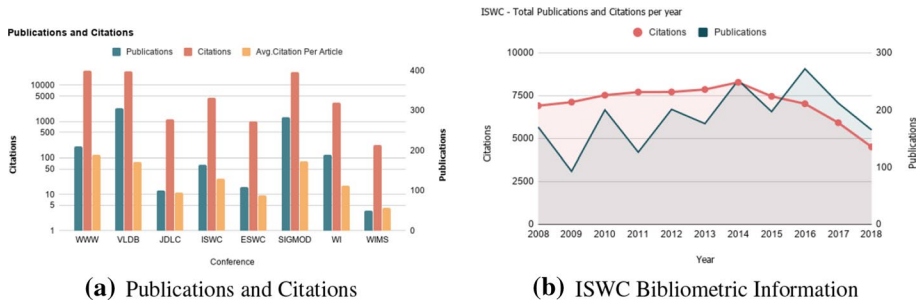 Publications and Citations
Publications Citations Avg.Citation Per Article
Citations
10000
5000
1000
500
100
50
10
5
1
400
300
200
100
0
Publications
WWW VLDB JDLC ISWC ESWC SIGMOD WI WIMS
Conference
(a) Publications and Citations
ISWC - Total Publications and Citations per year
Citations Publications
Citations
10000
7500
5000
2500
0
300
200
100
0
Publications
2008 2009 2010 2011 2012 2013 2014 2015 2016 2017 2018
Year
(b) ISWC Bibliometric Information